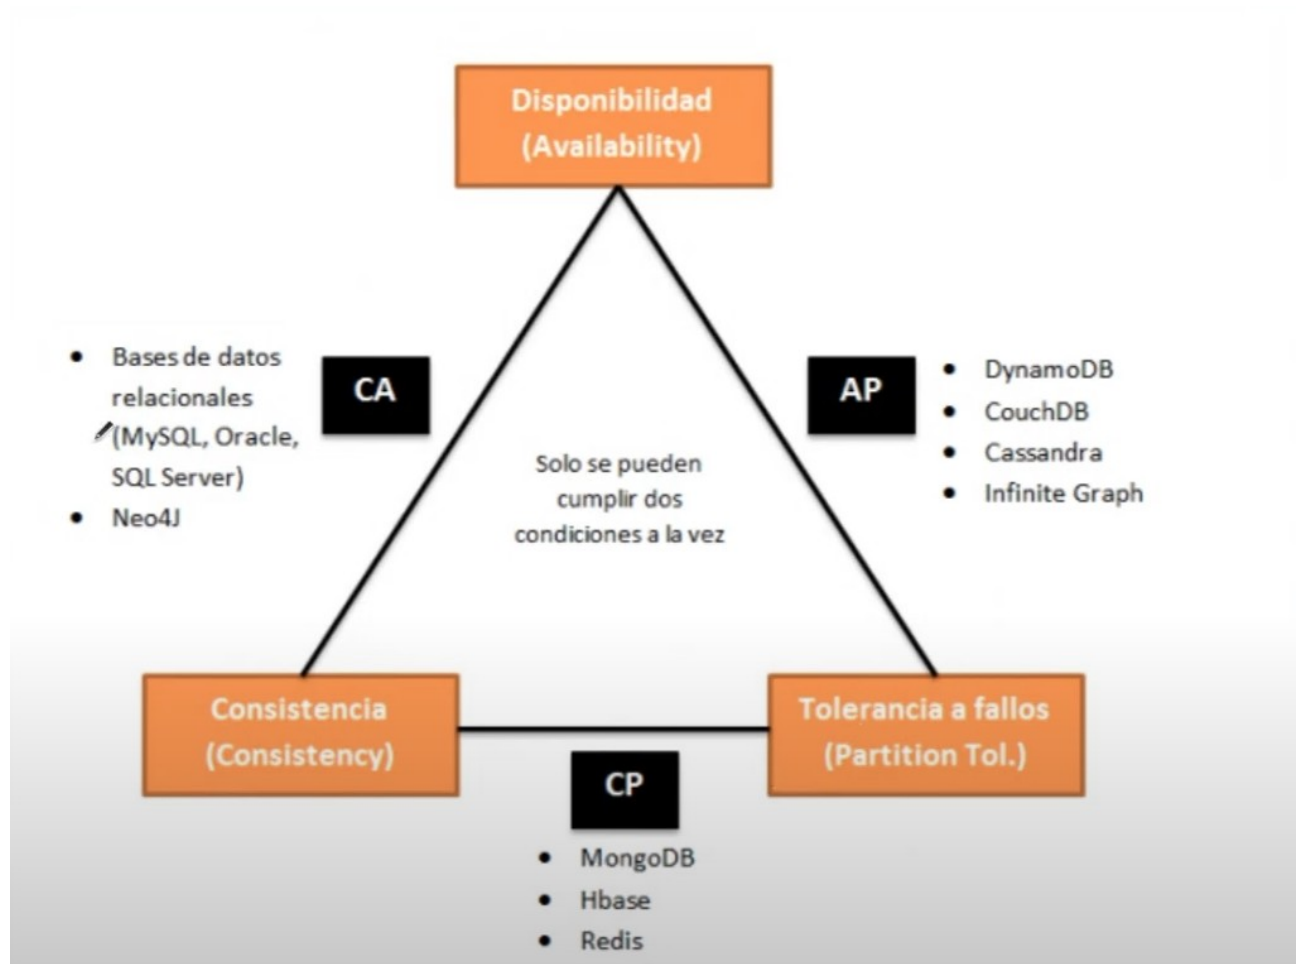 Disponibilidad
(Availability)
Bases de datos
relacionales
(MySQL, Oracle,
SQL Server)
Neo4J
CA
AP
DynamoDB
CouchDB
Cassandra
Infinite Graph
Solo se pueden
cumplir dos
condiciones a la vez
Consistencia
(Consistency)
Tolerancia a fallos
(Partition Tol.)
CP
MongoDB
Hbase
Redis